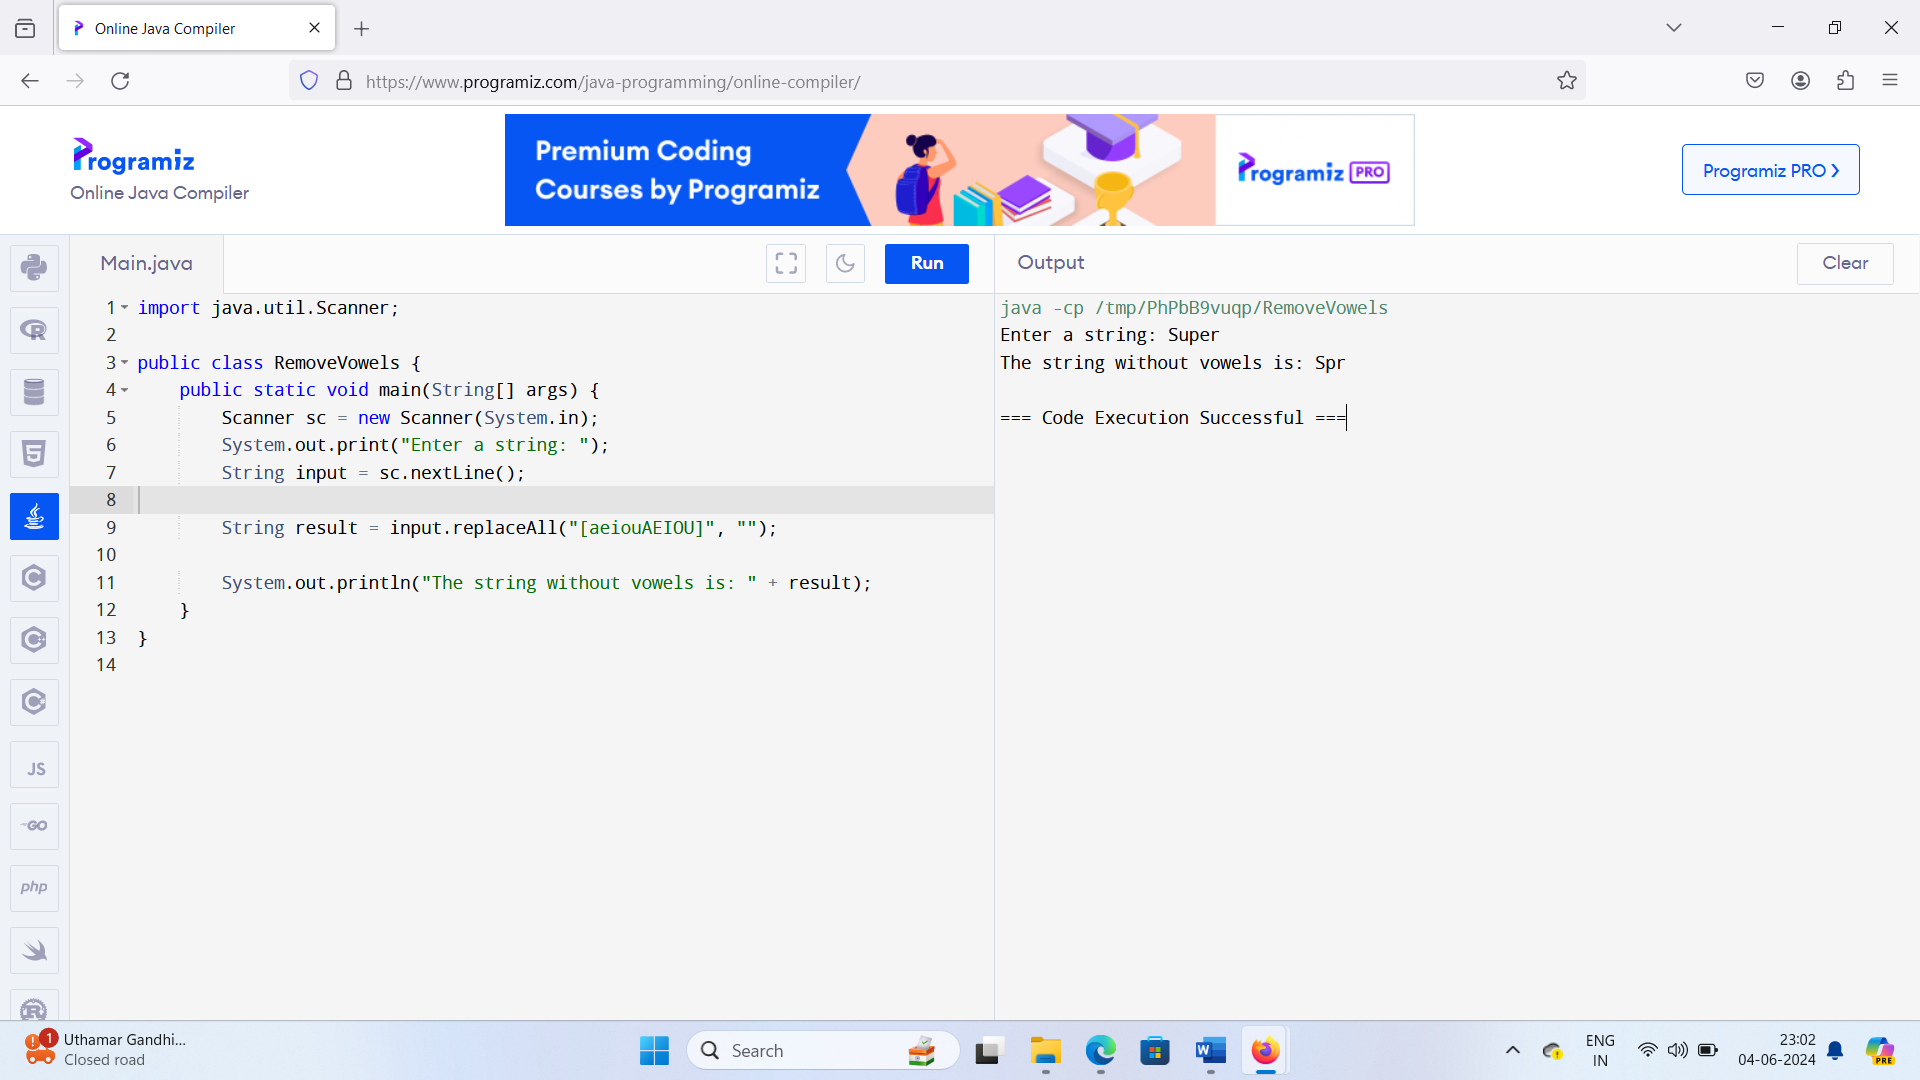 Online Java Compiler
https://www.programiz.com/java-programming/online-compiler/
Programiz
Online Java Compiler
Premium Coding
Courses by Programiz
Programiz PRO
Programiz PRO
Main.java
Run
Output
Clear
1 import java.util.Scanner;
2
3 public class RemoveVowels {
4 public static void main(String[] args) {
5 Scanner sc = new Scanner(System.in);
6 System.out.print("Enter a string: ");
7 String input = sc.nextLine();
8
9 String result = input.replaceAll("[aeiouAEIOU]", "");
10
11 System.out.println("The string without vowels is: " + result);
12 }
13 }
14
java -cp /tmp/PhPbB9vuqp/RemoveVowels
Enter a string: Super
The string without vowels is: Spr
=== Code Execution Successful ===
R
5
C
C
C
JS
GO
php
R
1
Uthamar Gandhi...
Closed road
Search
W
ENG
IN
23:02
04-06-2024
PRE